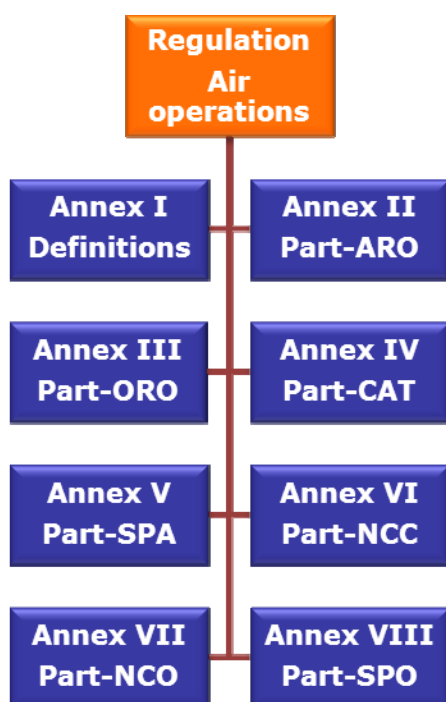 Regulation
Air
operations
Annex I
Definitions
Annex II
Part-ARO
Annex III
Part-ORO
Annex IV
Part-CAT
Annex V
Part-SPA
Annex VI
Part-NCC
Annex VII
Part-NCO
Annex VIII
Part-SPO